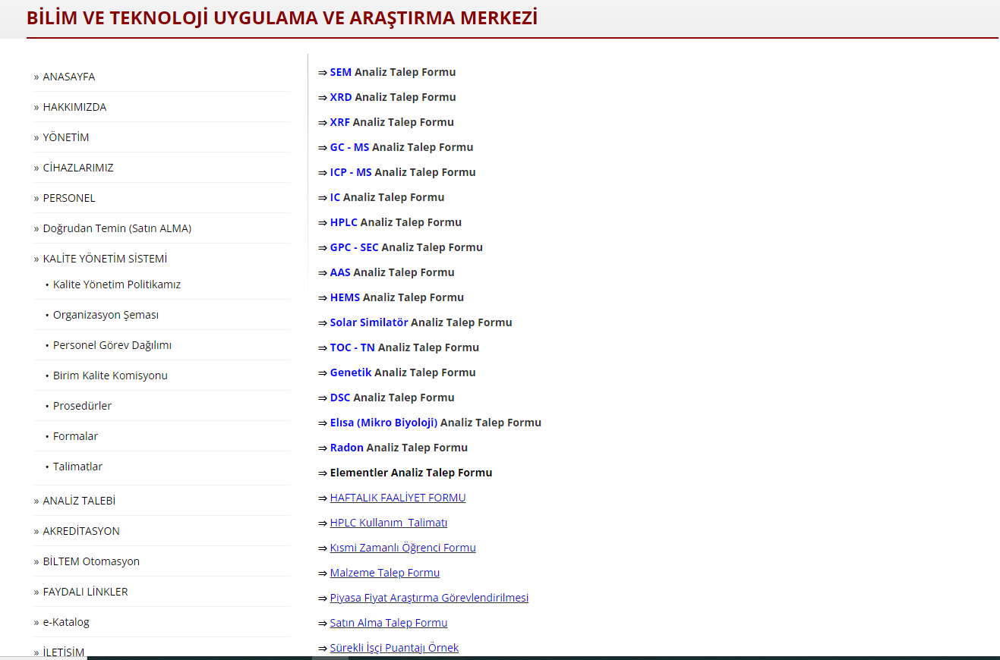 BİLİM VE TEKNOLOJİ UYGULAMA VE ARAŞTIRMA MERKEZİ
» ANASAYFA
» HAKKIMIZDA
» YÖNETİM
» CİHAZLARIMIZ
» PERSONEL
» Doğrudan Temin (Satın ALMA)
» KALİTE YÖNETİM SİSTEMİ
• Kalite Yönetim Politikamız
• Organizasyon Şeması
• Personel Görev Dağılımı
• Birim Kalite Komisyonu
• Prosedürler
• Formalar
• Talimatlar
» ANALİZ TALEBİ
» AKREDİTASYON
» BİLTEM Otomasyon
» FAYDALI LİNKLER
» e-Katalog
» İLETİŞİM
⇒ SEM Analiz Talep Formu
⇒ XRD Analiz Talep Formu
⇒ XRF Analiz Talep Formu
⇒ GC - MS Analiz Talep Formu
⇒ ICP - MS Analiz Talep Formu
⇒ IC Analiz Talep Formu
⇒ HPLC Analiz Talep Formu
⇒ GPC - SEC Analiz Talep Formu
⇒ AAS Analiz Talep Formu
⇒ HEMS Analiz Talep Formu
⇒ Solar Similatör Analiz Talep Formu
⇒ TOC - TN Analiz Talep Formu
⇒ Genetik Analiz Talep Formu
⇒ DSC Analiz Talep Formu
⇒ Elısa (Mikro Biyoloji) Analiz Talep Formu
⇒ Radon Analiz Talep Formu
⇒ Elementler Analiz Talep Formu
⇒ HAFTALIK FAALİYET FORMU
⇒ HPLC Kullanım  Talimatı
⇒ Kısmi Zamanlı Öğrenci Formu
⇒ Malzeme Talep Formu
⇒ Piyasa Fiyat Araştırma Görevlendirilmesi
⇒ Satın Alma Talep Formu
⇒ Sürekli İşçi Puantajı Örnek